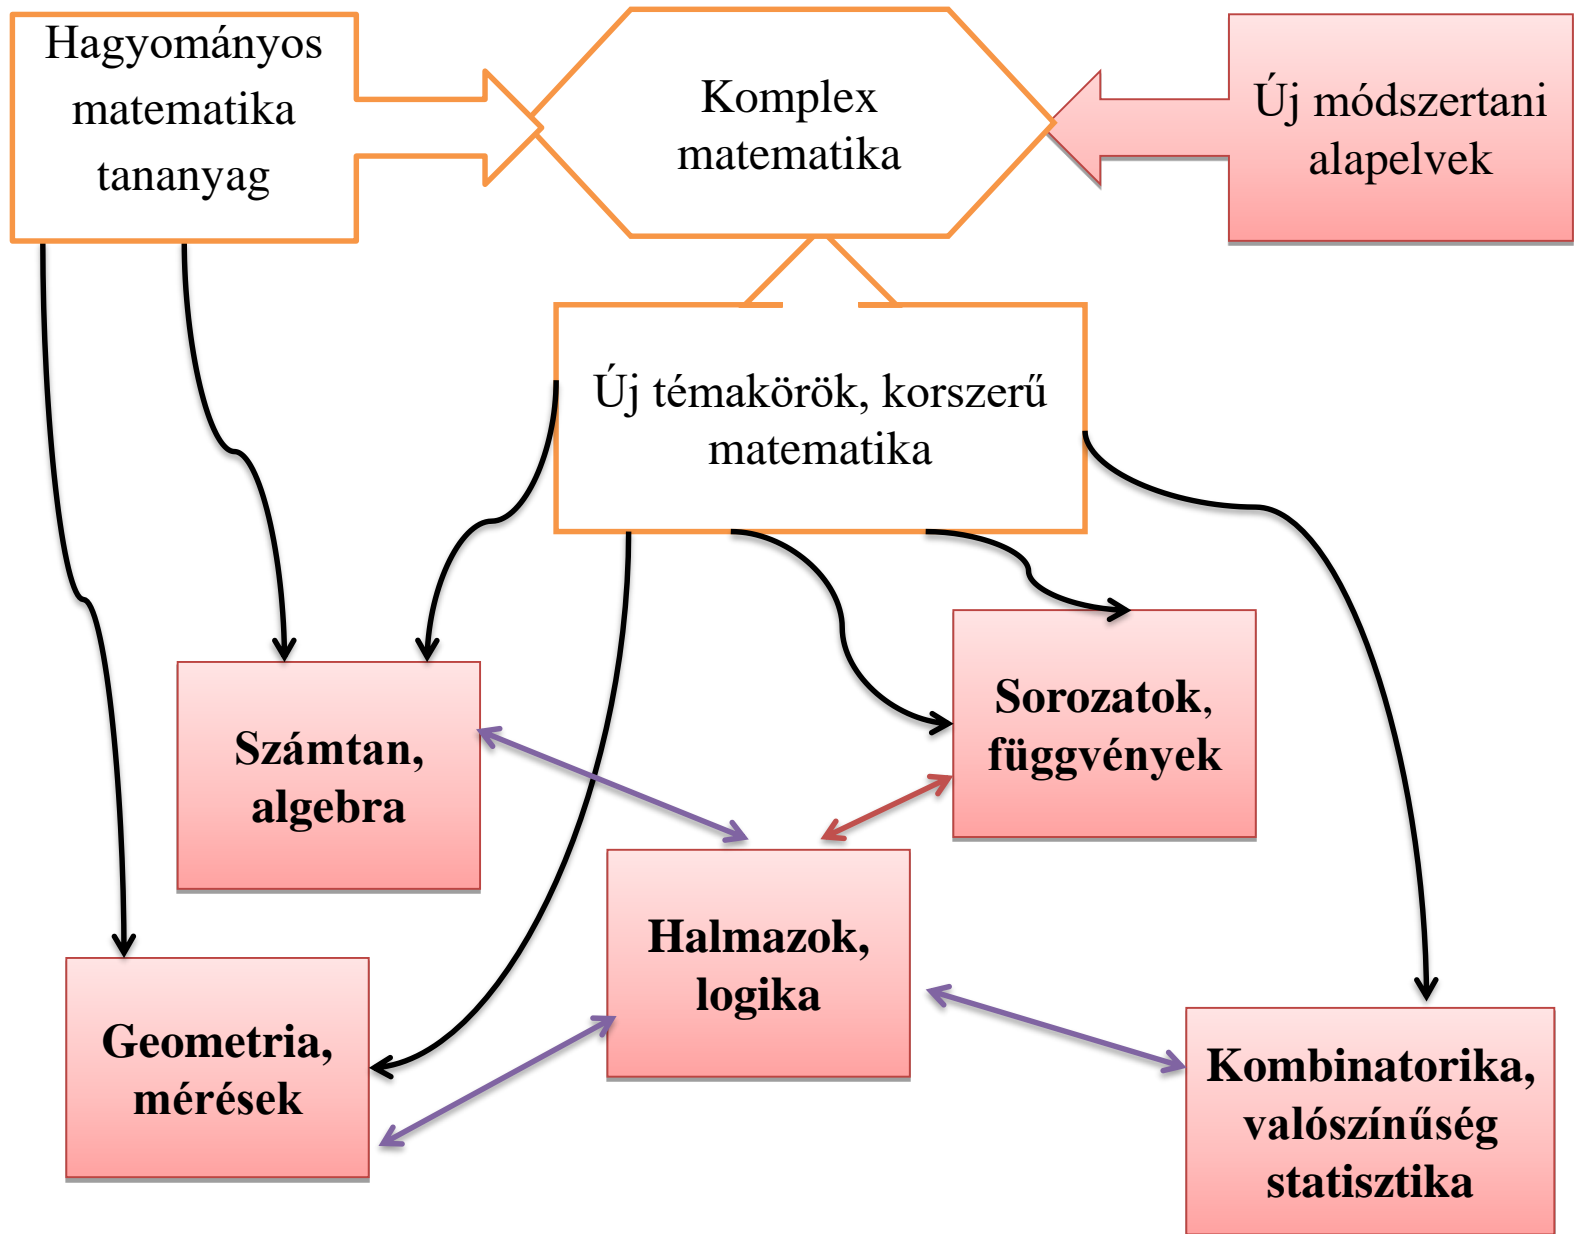 Hagyományos
matematika
tananyag
Komplex
matematika
Új módszertani
alapelvek
Új témakörök, korszerű
matematika
Sorozatok,
függvények
Számtan,
algebra
Halmazok,
logika
Geometria,
mérések
Kombinatorika,
valószínűség
statisztika